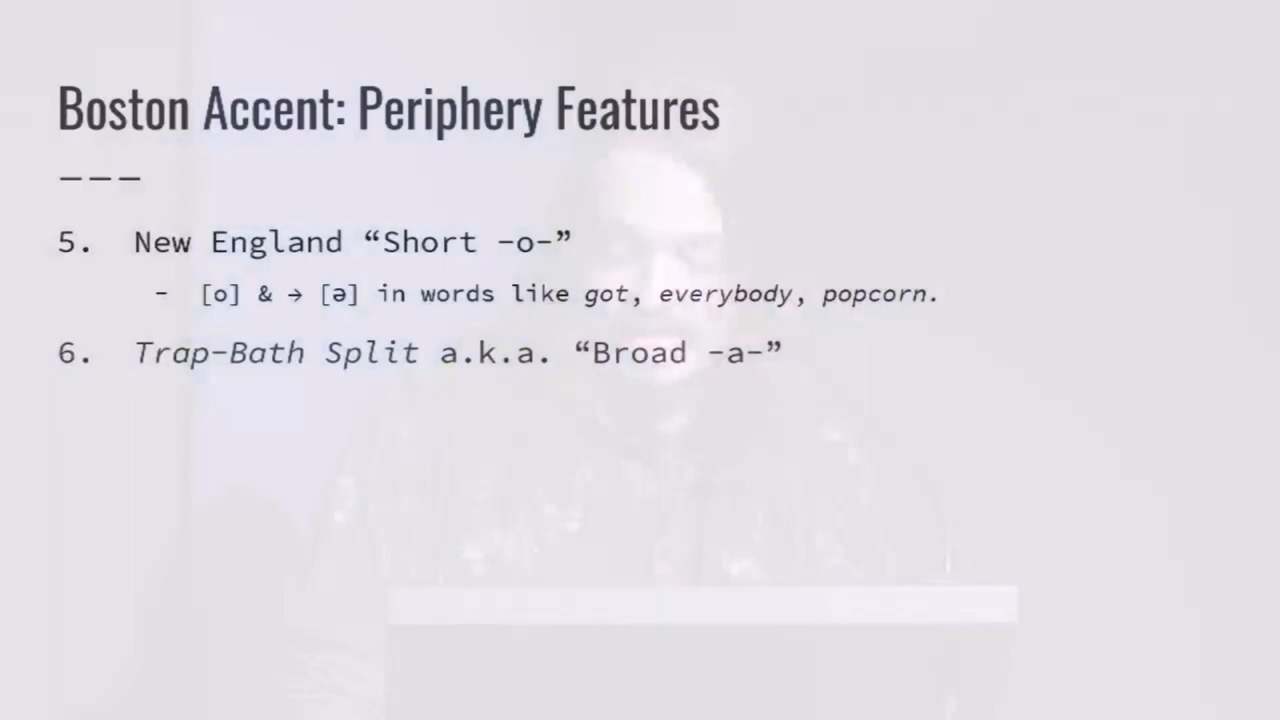 Boston Accent: Periphery Features
5. New England “Short -o-”
- [o] & → [ə] in words like got, everybody, popcorn.
6. Trap-Bath Split a.k.a. “Broad -a-”